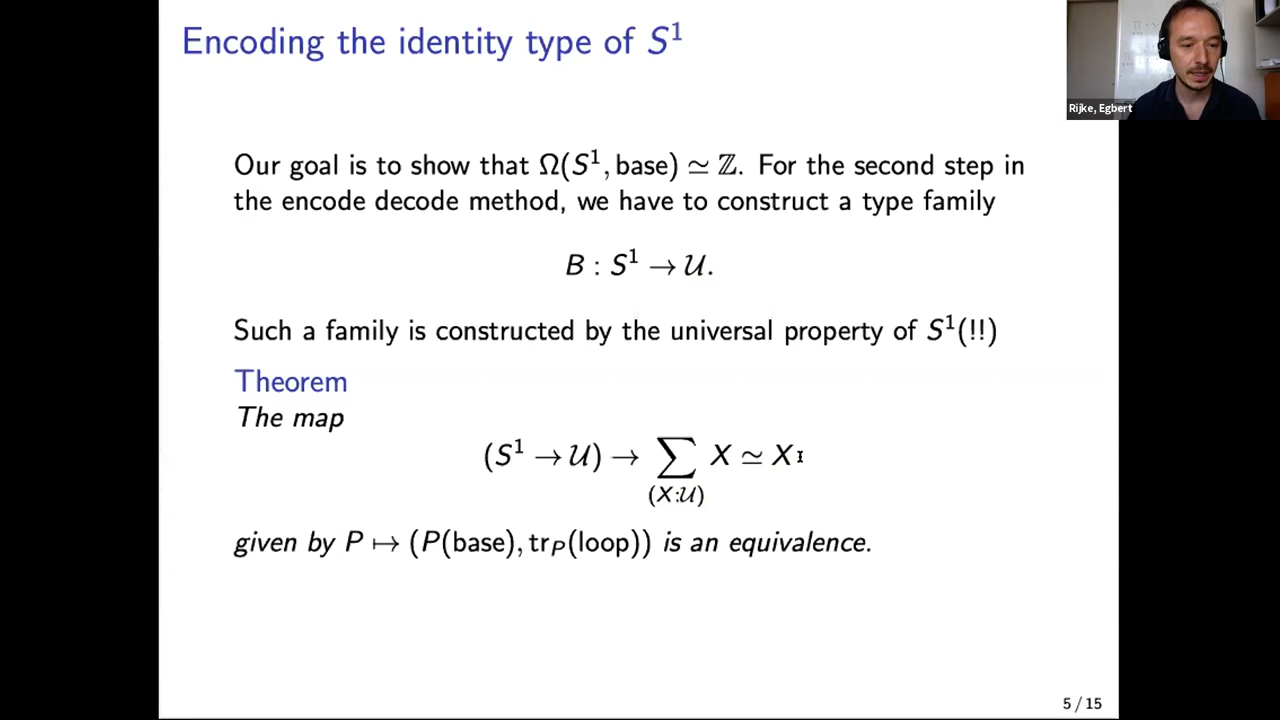 Encoding the identity type of S¹
Rijke, Egbert
Our goal is to show that Ω(S¹, base) ≃ ℤ. For the second step in
the encode decode method, we have to construct a type family
B : S¹ → 𝒰.
Such a family is constructed by the universal property of S¹(!!)
Theorem
The map
(S¹ → 𝒰) → ∑ X ≃ X
(X:𝒰)
given by P ↦ (P(base), tr_P(loop)) is an equivalence.
5 / 15